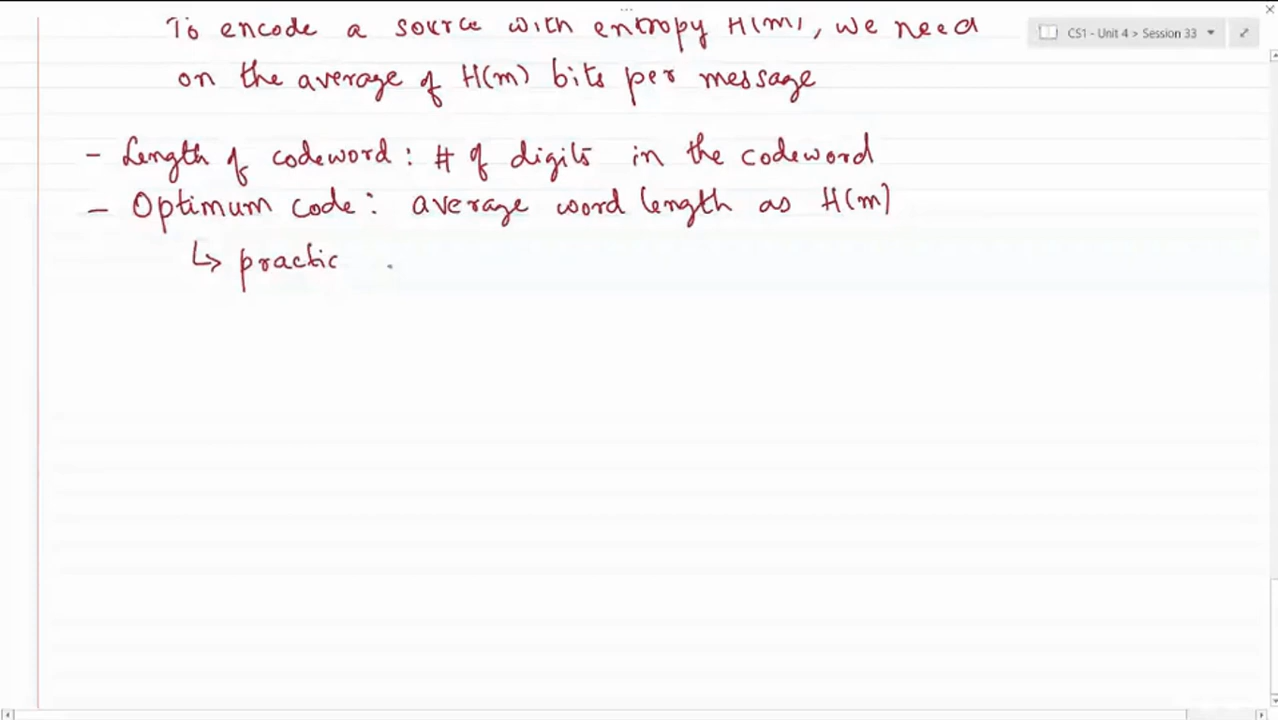 To encode a source with entropy H(m), we need
CS1 - Unit 4 > Session 33
on the average of H(m) bits per message
- Length of codeword : # of digits in the codeword
- Optimum code : average word length as H(m)
↳ practic